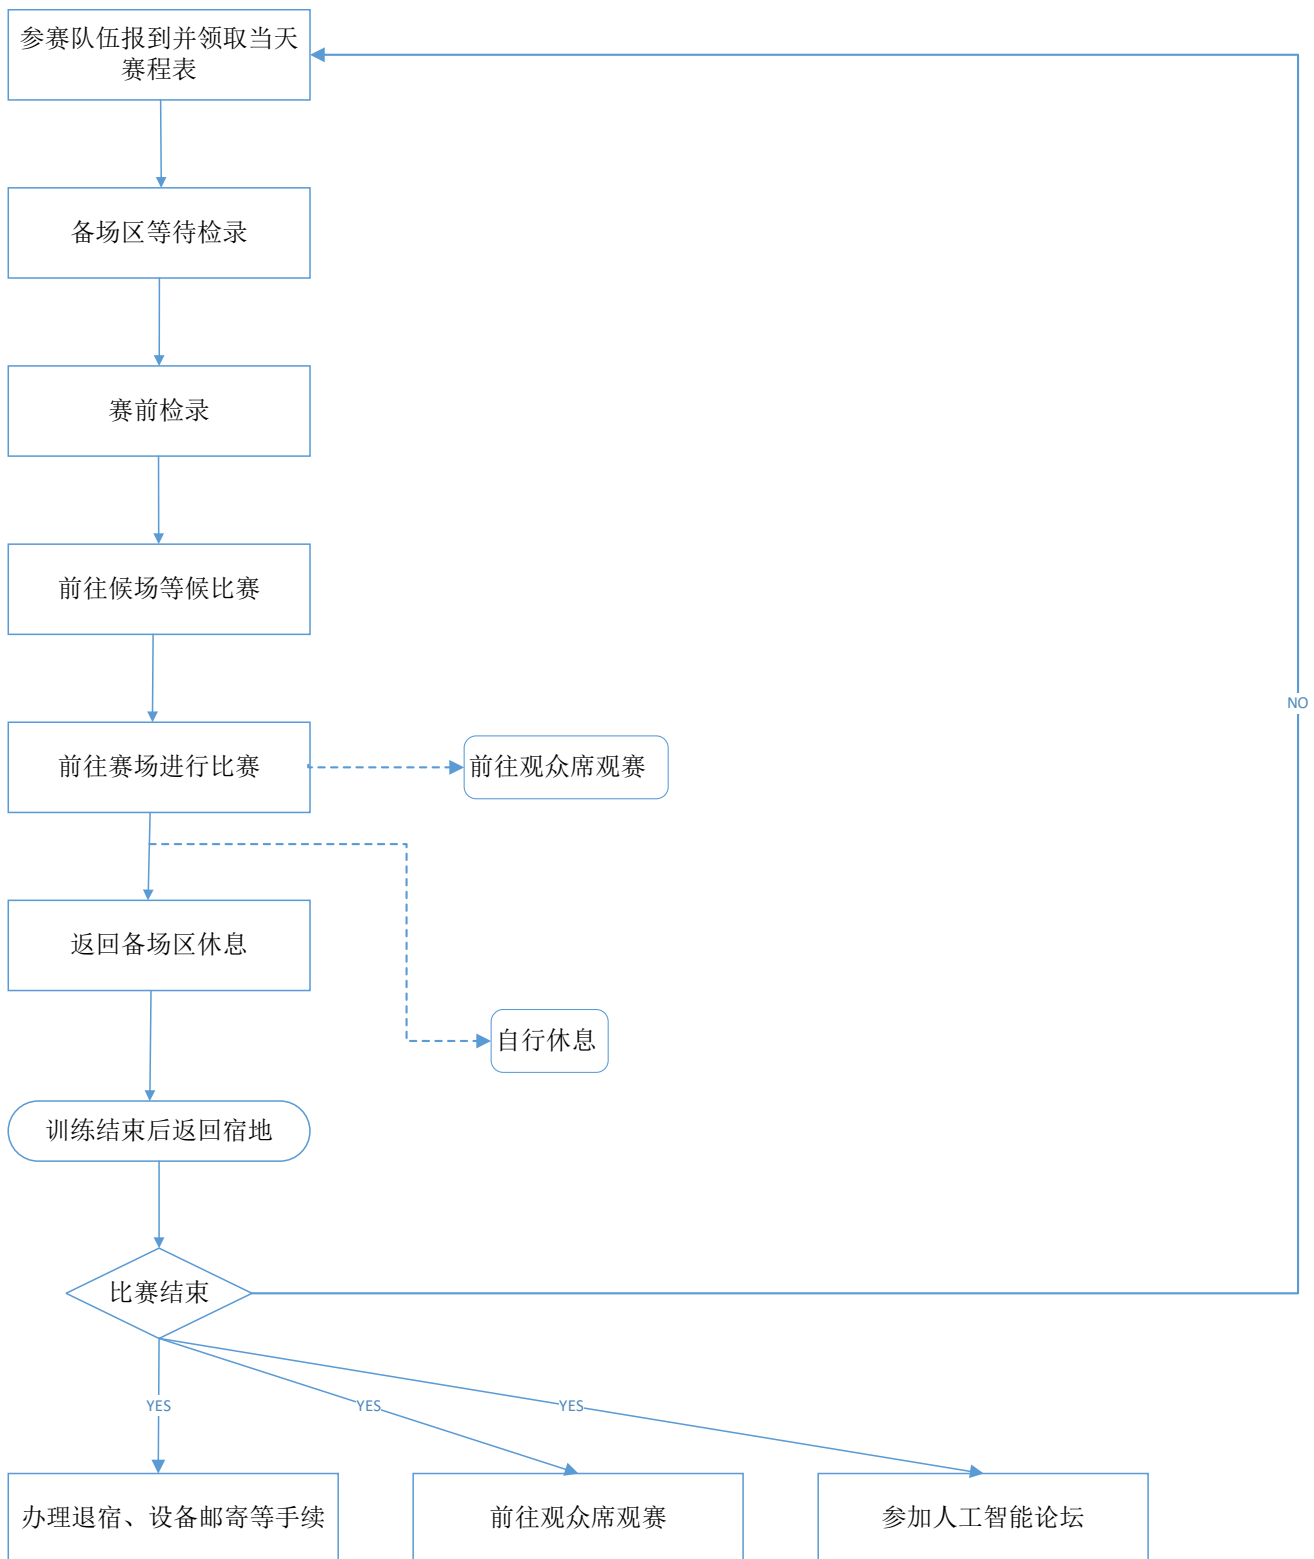 参赛队伍报到并领取当天
赛程表
备场区等待检录
赛前检录
前往候场等候比赛
NO
前往赛场进行比赛
前往观众席观赛
返回备场区休息
自行休息
训练结束后返回宿地
比赛结束
YES
YES
YES
办理退宿、设备邮寄等手续
前往观众席观赛
参加人工智能论坛